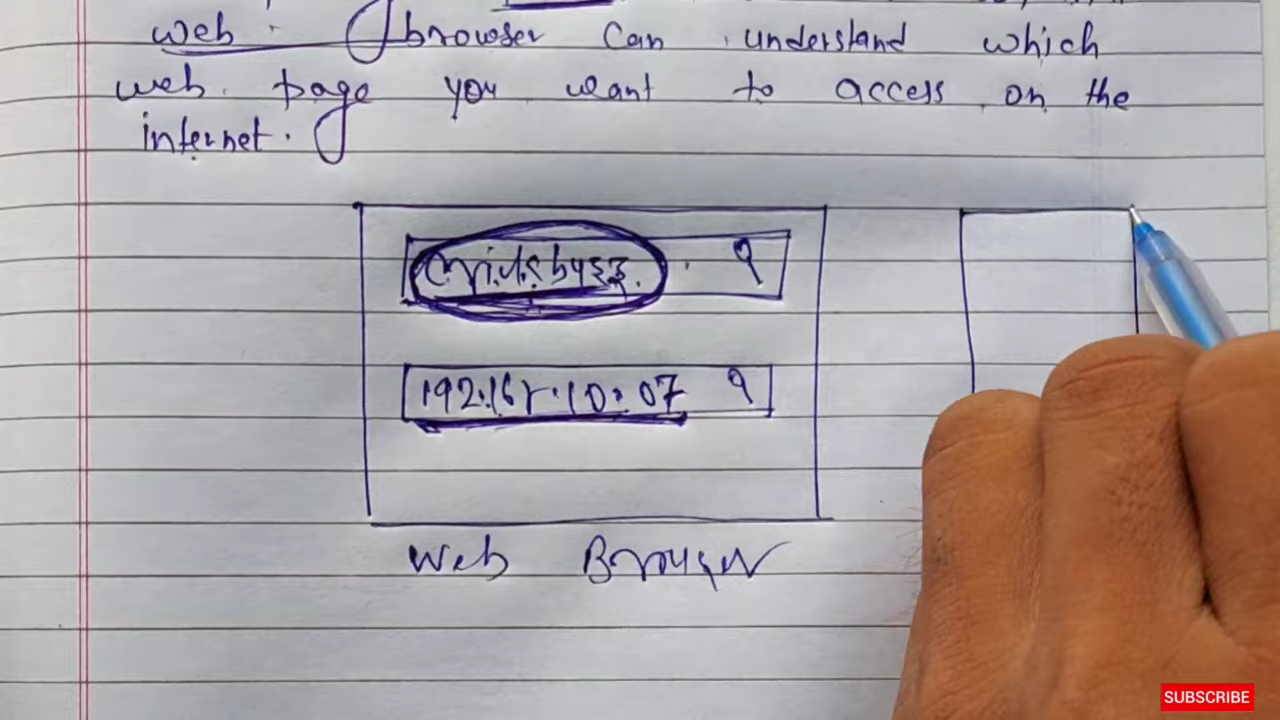 web. browser can understand which
web page you want to access on the
internet.
192.168.10.07
Web Browser
SUBSCRIBE